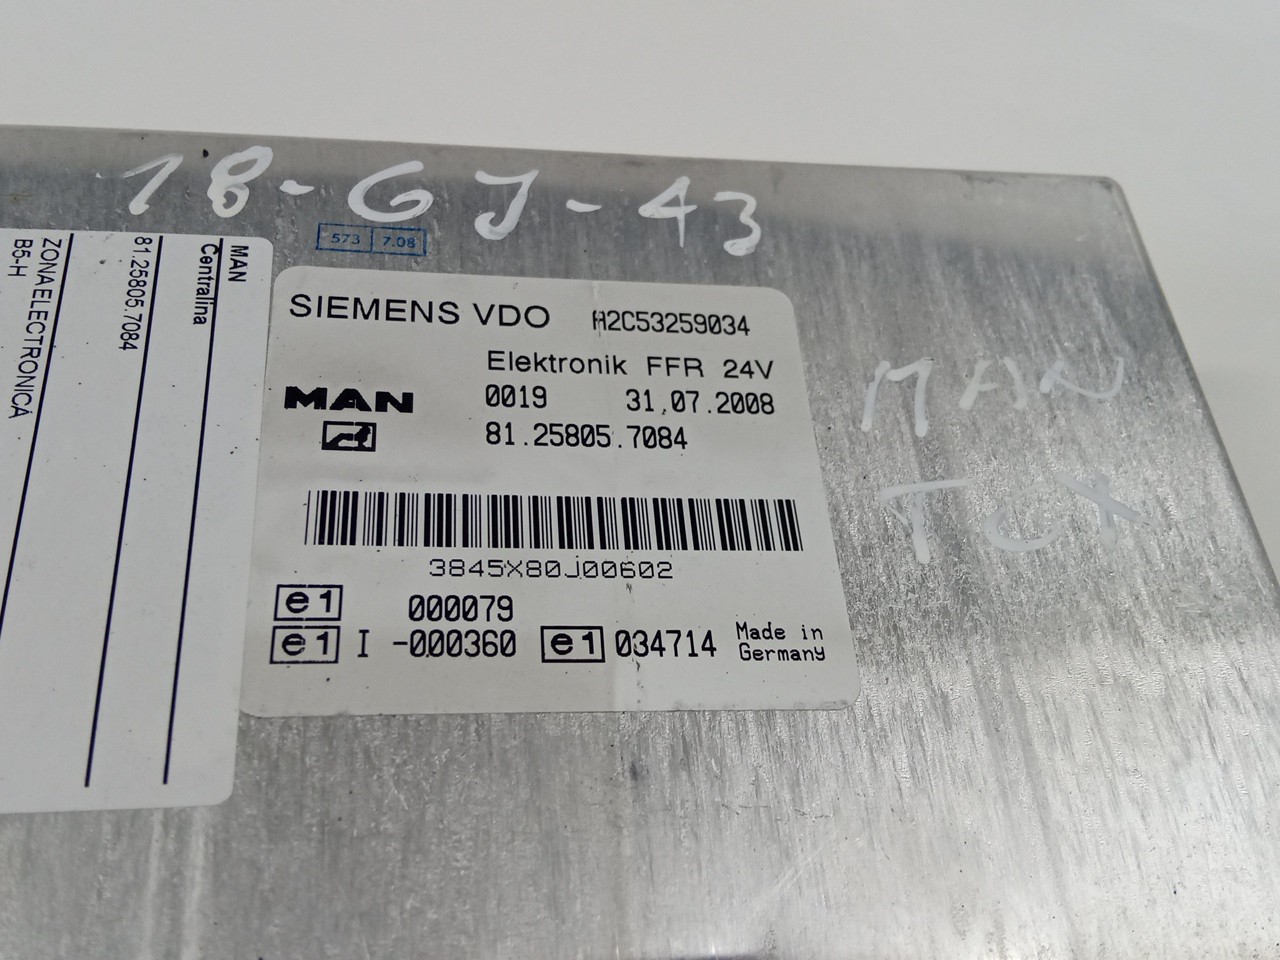 18-GJ-43
573 7.08
MAN
Centralina
81.25805.7084
ZONA ELECTRONICÁ
B5-H
SIEMENS VDO A2C53259034
Elektronik FFR 24V
MAN 0019 31.07.2008
81.25805.7084
3845X80J00602
e1 000079
e1 I -000360 e1 034714 Made in
Germany
MAN
TGX